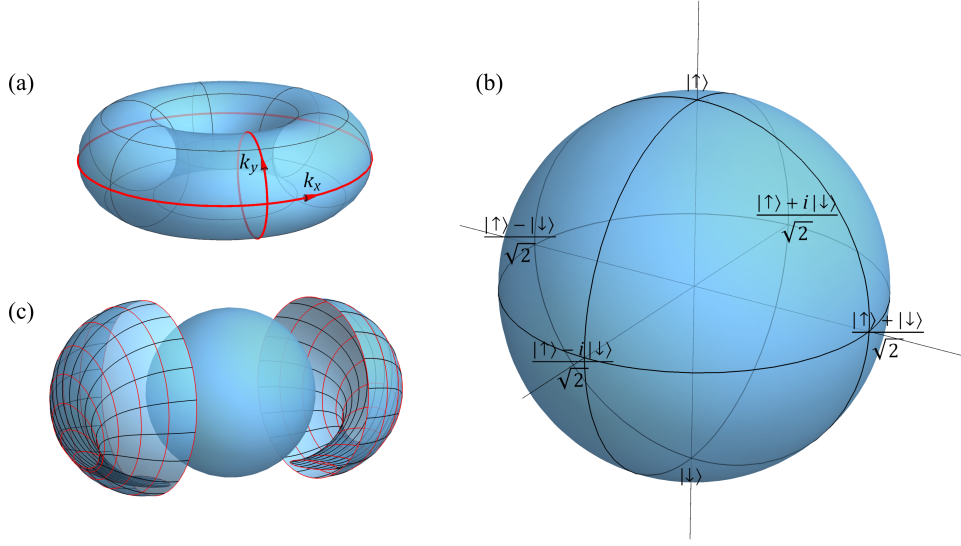 (a)
k_y
k_x
(b)
|↑⟩
|↑⟩ + i |↓⟩
√2
|↑⟩ − |↓⟩
√2
|↑⟩ + |↓⟩
√2
|↑⟩ − i |↓⟩
√2
|↓⟩
(c)